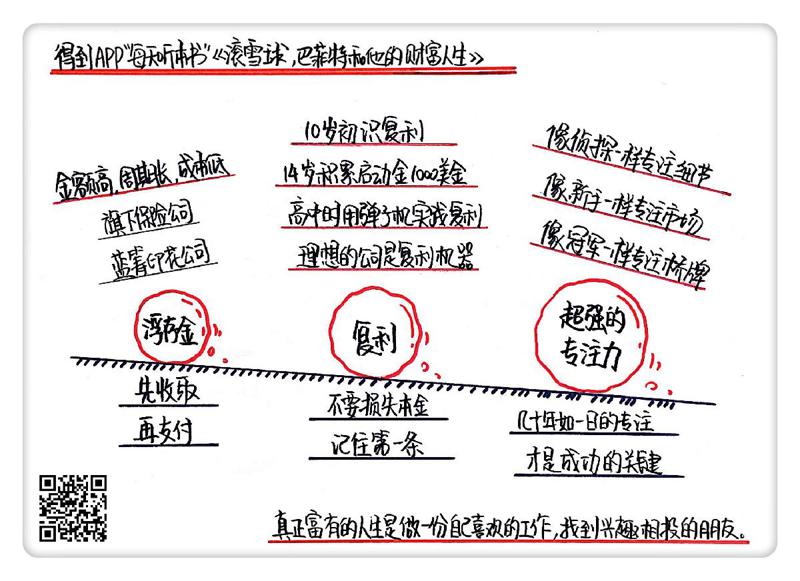 得到APP"每天听本书"《滚雪球,巴菲特和他的财富人生》
金额高,周期长,成本低
旗下保险公司
蓝筹印花公司
浮存金
先收取
再支付
10岁初识复利
14岁积累启动金1000美金
高中时用弹子机实践复利
理想的公司是复利机器
复利
不要损失本金
记住第一条
像侦探一样专注细节
像新手一样专注市场
像冠军一样专注桥牌
超强的
专注力
几十年如一日的专注
才是成功的关键
真正富有的人生是做一份自己喜欢的工作,找到兴趣相投的朋友。